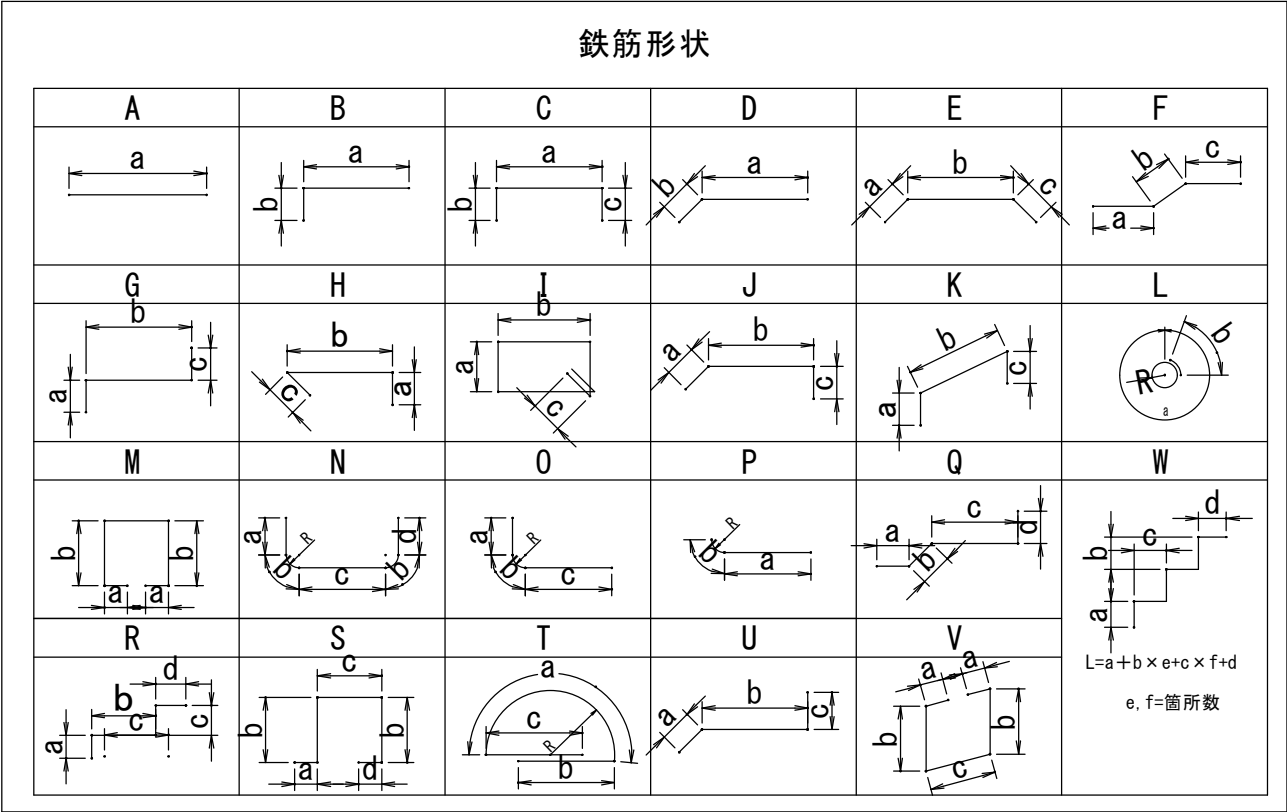 鉄筋形状
A B C D E F
a
a b
a b c
b a
a b c
a b c
G H I J K L
b a c
b c a
b a c
a b c
b a c
R b a
M N O P Q W
b b a a
a R b c b d
a R b c
R b a
a c b d
d c b a
L=a+b×e+c×f+d
e,f=箇所数
R S T U V
d b c a c
c b b a d
a c R b
b c a
a a b b c